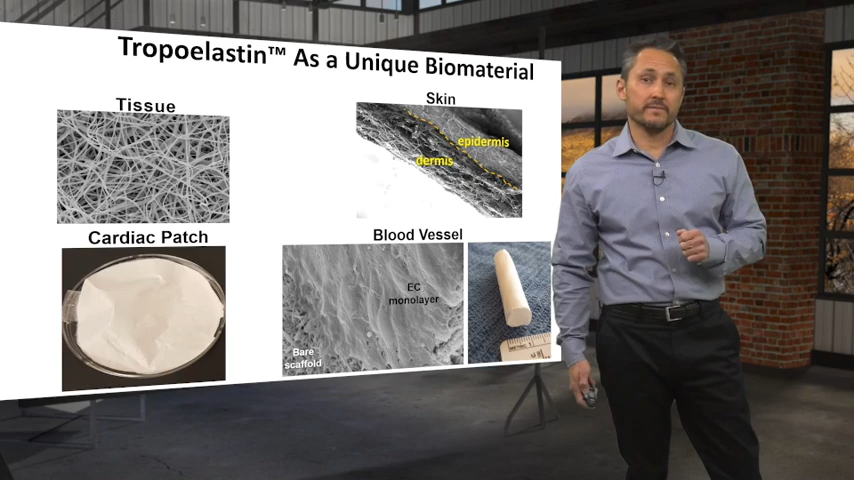 Tropoelastin™ As a Unique Biomaterial
Tissue
Skin
epidermis
dermis
Cardiac Patch
Blood Vessel
EC
monolayer
Bare
scaffold